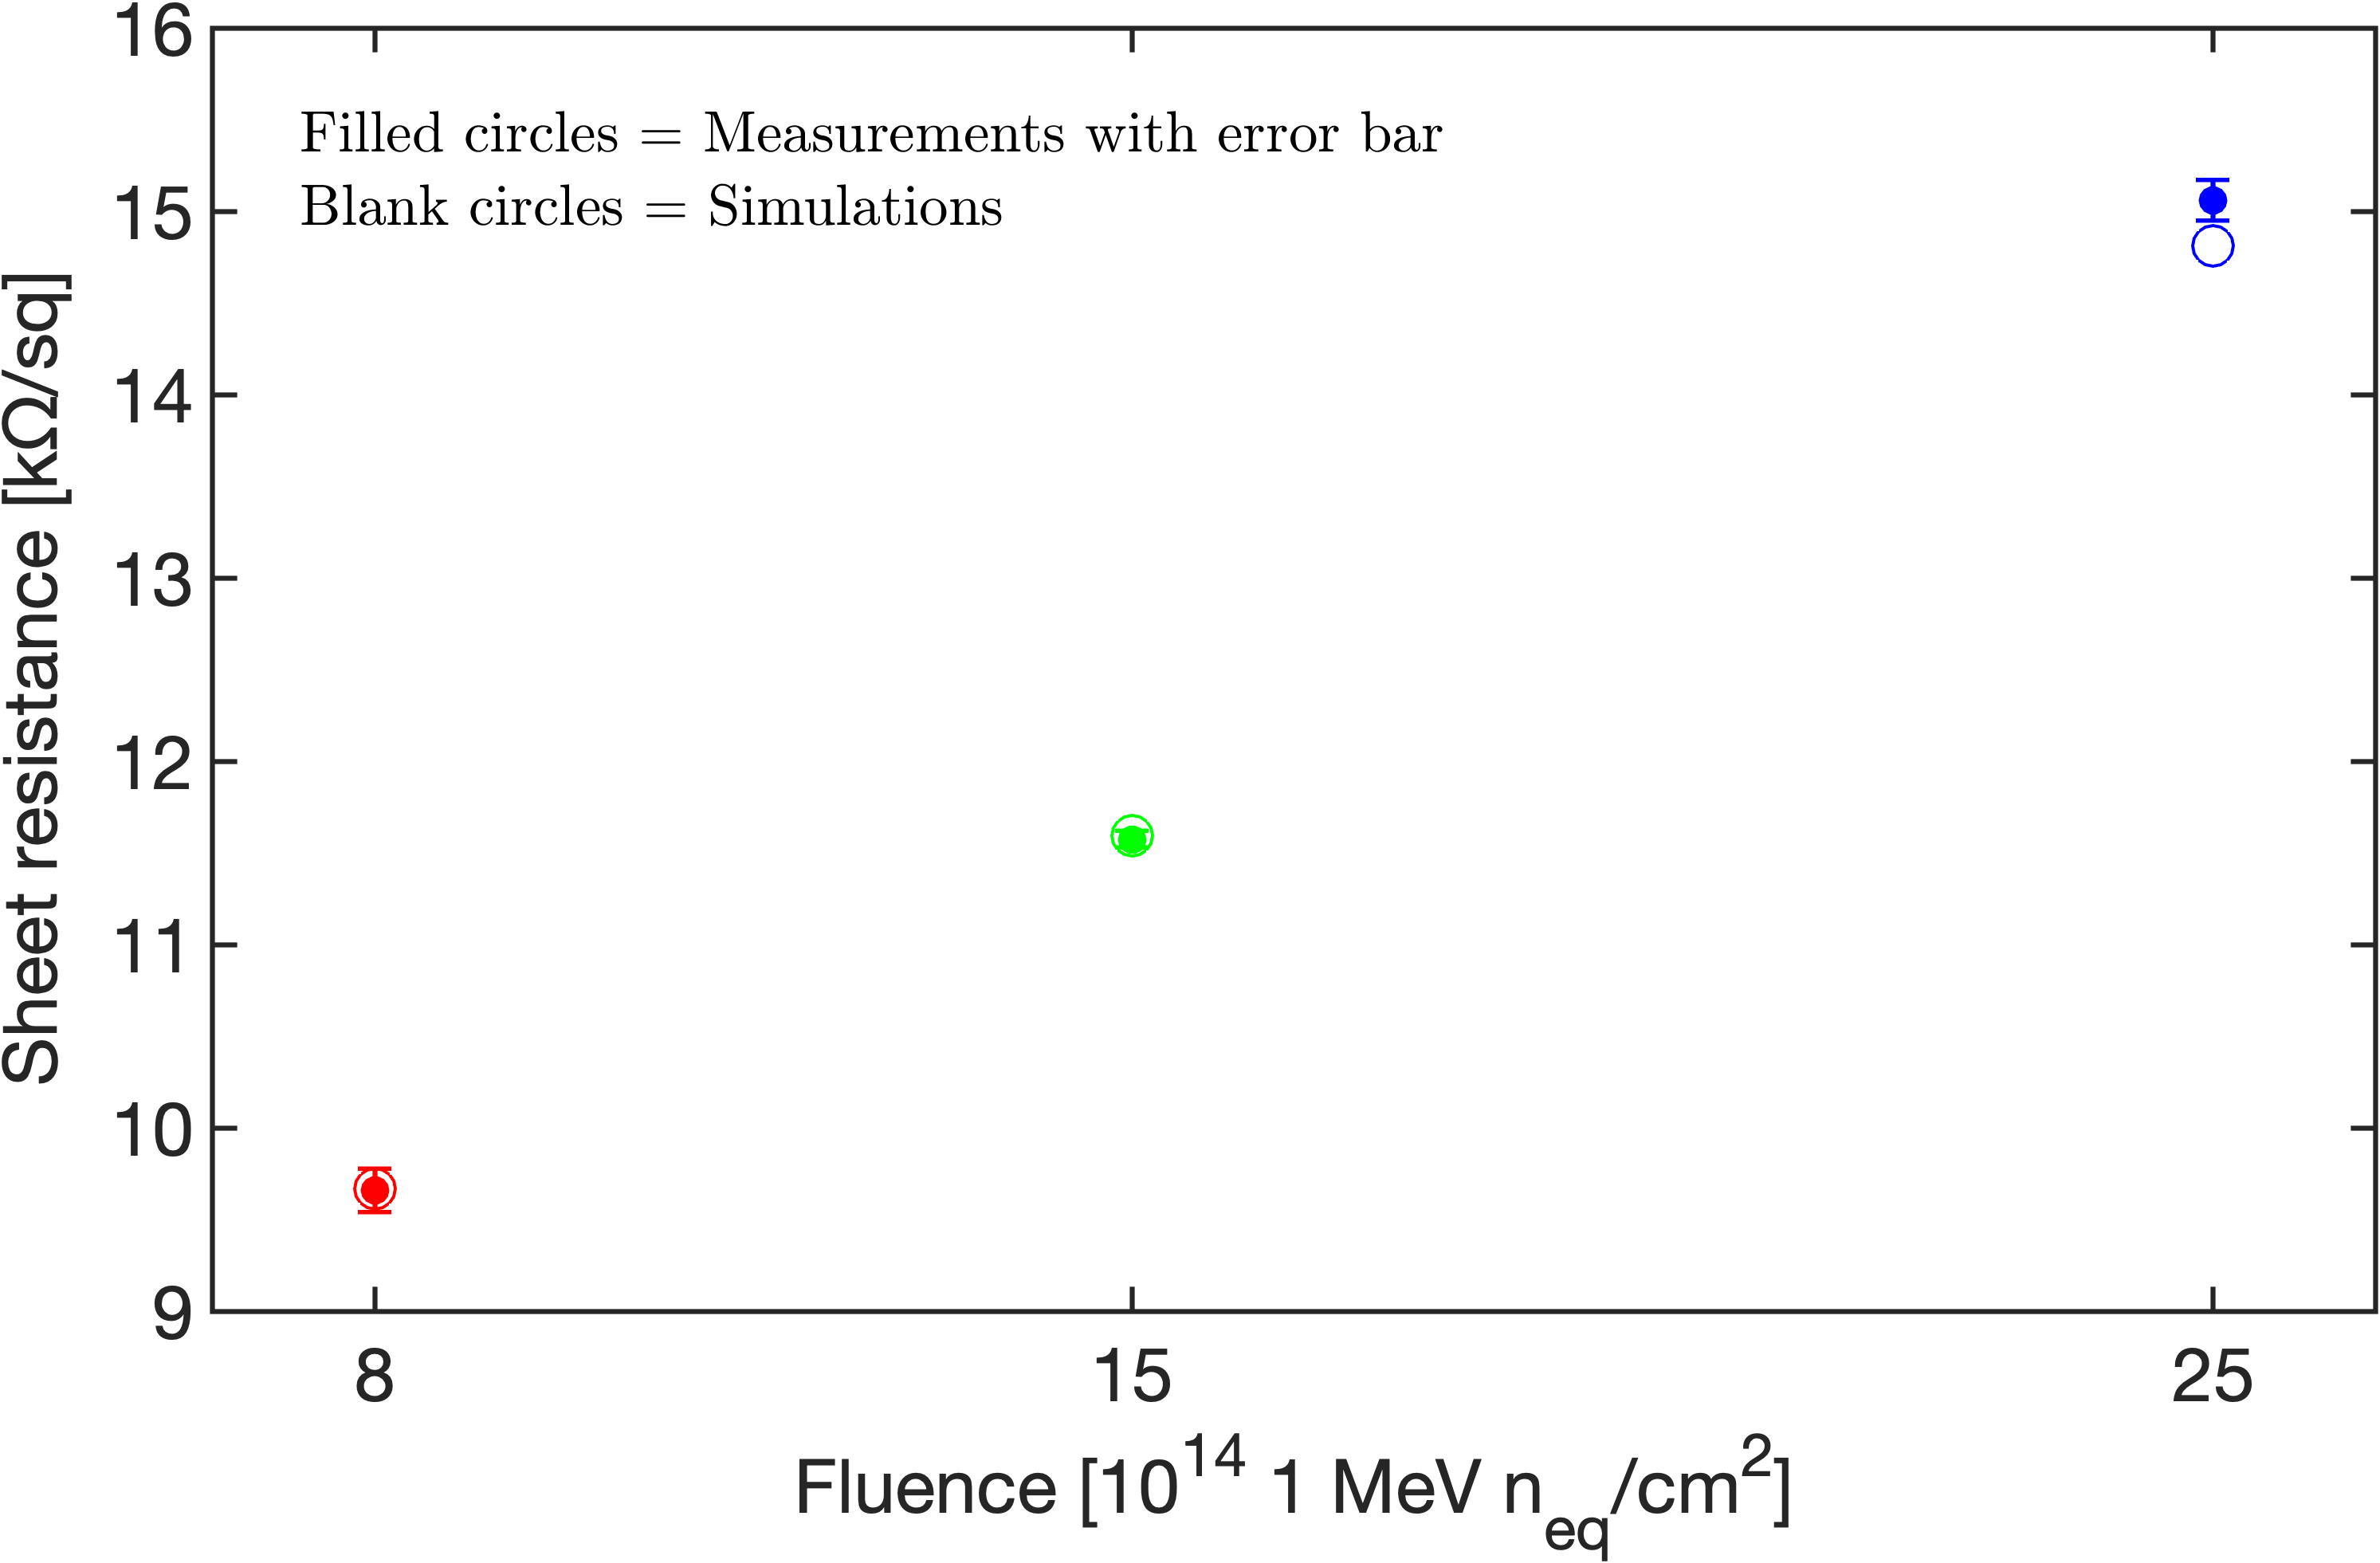 16
Filled circles = Measurements with error bar
Blank circles = Simulations
15
14
13
12
11
10
9
Sheet resistance [kΩ/sq]
8 15 25
Fluence [10^14 1 MeV n_eq/cm^2]